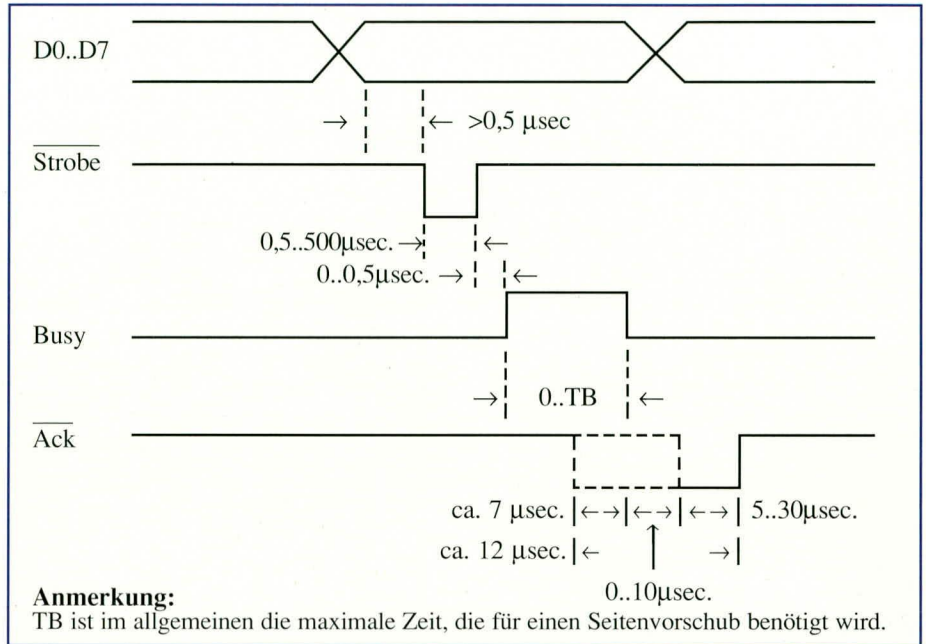 D0..D7
→ ← >0,5 µsec
Strobe
0,5..500µsec. → ←
0..0,5µsec. → ←
Busy
→ 0..TB ←
Ack
ca. 7 µsec. |←→|←→|←→| 5..30µsec.
ca. 12 µsec. |← →|
0..10µsec.
Anmerkung:
TB ist im allgemeinen die maximale Zeit, die für einen Seitenvorschub benötigt wird.